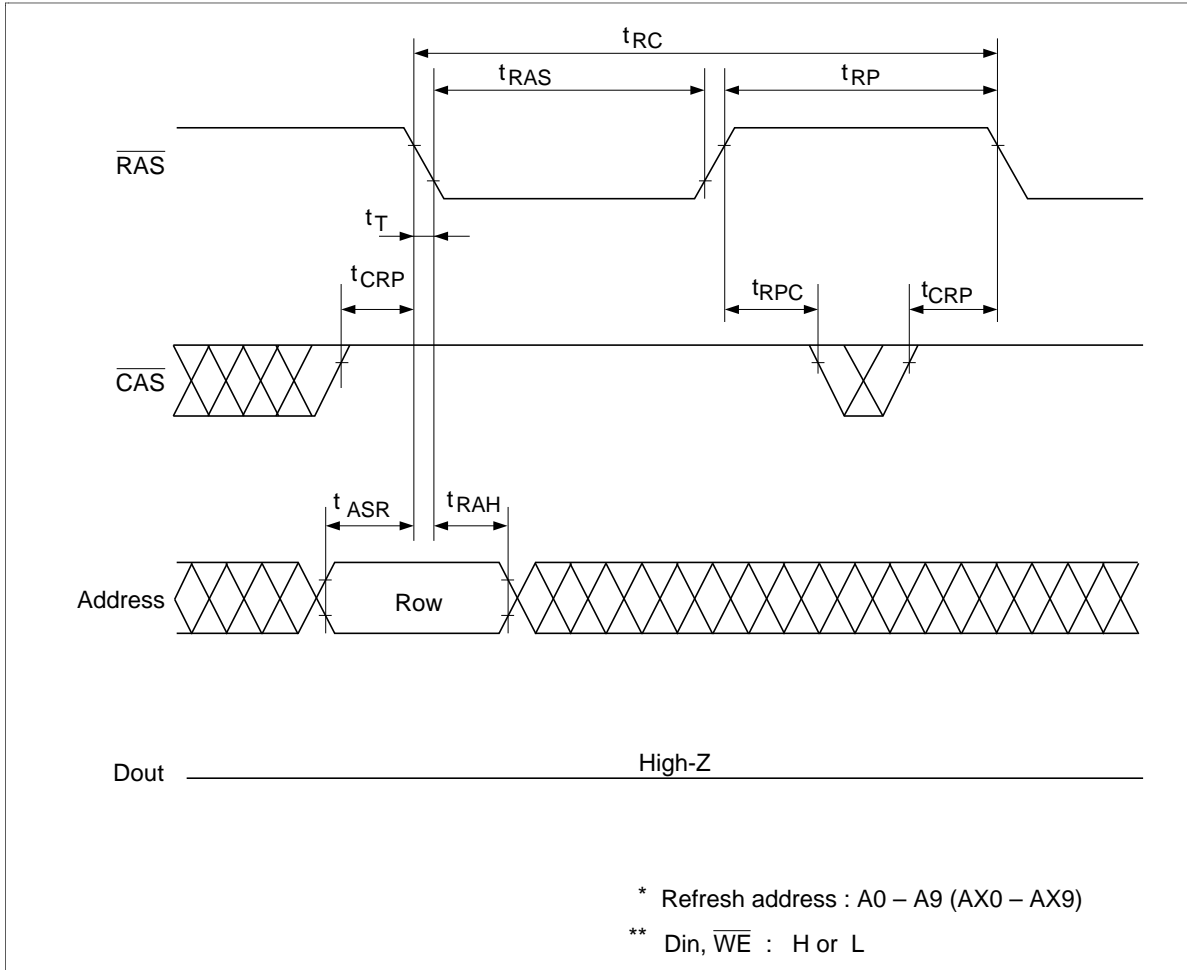 tRC
tRAS
tRP
RAS
tT
tCRP
tRPC
tCRP
CAS
tASR
tRAH
Address
Row
Dout
High-Z
* Refresh address : A0 – A9 (AX0 – AX9)
** Din, WE : H or L